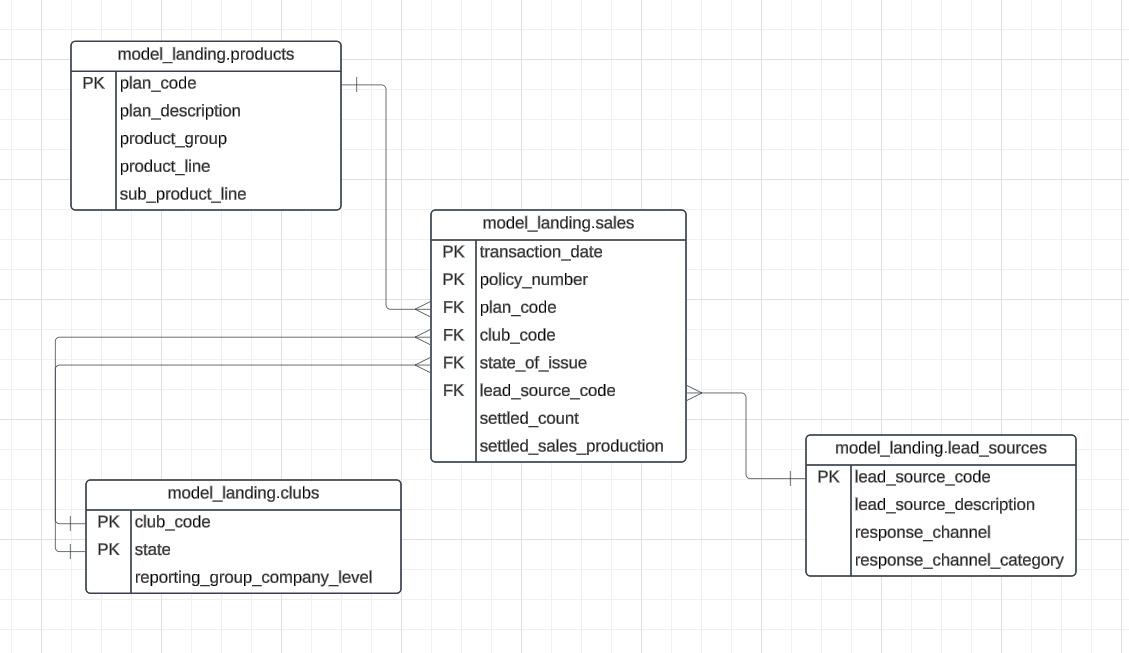 model_landing.products
PK plan_code
plan_description
product_group
product_line
sub_product_line
model_landing.sales
PK transaction_date
PK policy_number
FK plan_code
FK club_code
FK state_of_issue
FK lead_source_code
settled_count
settled_sales_production
model_landing.clubs
PK club_code
PK state
reporting_group_company_level
model_landing.lead_sources
PK lead_source_code
lead_source_description
response_channel
response_channel_category